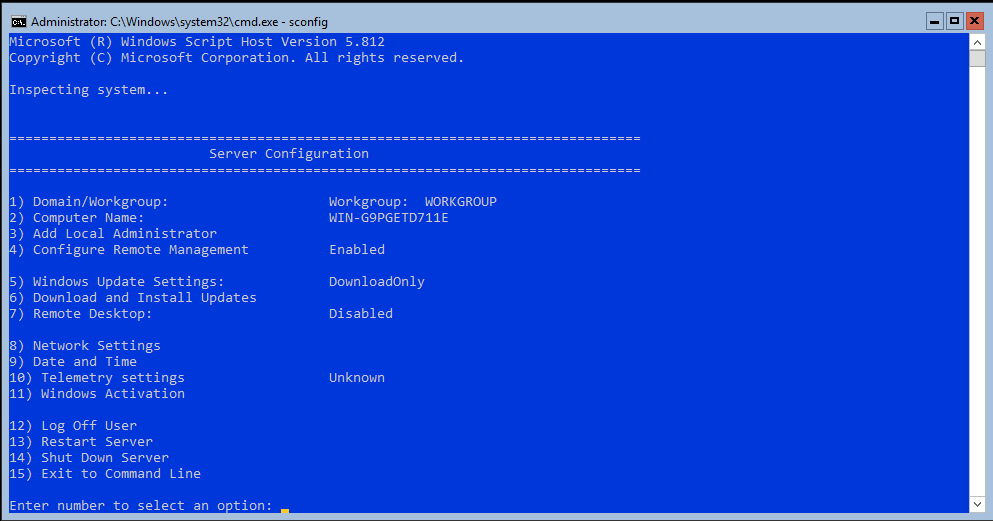 Administrator: C:\Windows\system32\cmd.exe - sconfig
Microsoft (R) Windows Script Host Version 5.812
Copyright (C) Microsoft Corporation. All rights reserved.
Inspecting system...
===============================================================================
Server Configuration
===============================================================================
1) Domain/Workgroup: Workgroup: WORKGROUP
2) Computer Name: WIN-G9PGETD711E
3) Add Local Administrator
4) Configure Remote Management Enabled
5) Windows Update Settings: DownloadOnly
6) Download and Install Updates
7) Remote Desktop: Disabled
8) Network Settings
9) Date and Time
10) Telemetry settings Unknown
11) Windows Activation
12) Log Off User
13) Restart Server
14) Shut Down Server
15) Exit to Command Line
Enter number to select an option: